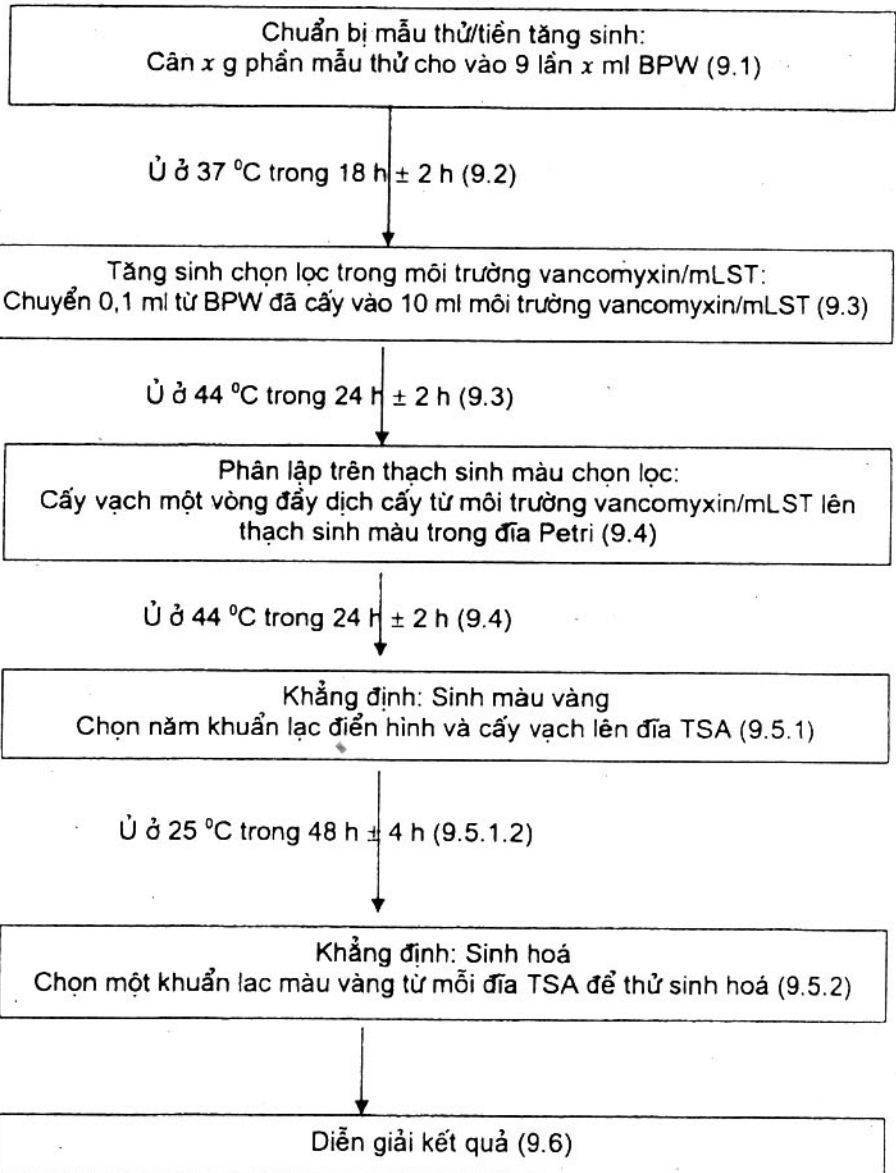 Chuẩn bị mẫu thử/tiền tăng sinh:
Cân x g phần mẫu thử cho vào 9 lần x ml BPW (9.1)
Ủ ở 37 ⁰C trong 18 h ± 2 h (9.2)
Tăng sinh chọn lọc trong môi trường vancomyxin/mLST:
Chuyển 0,1 ml từ BPW đã cấy vào 10 ml môi trường vancomyxin/mLST (9.3)
Ủ ở 44 ⁰C trong 24 h ± 2 h (9.3)
Phân lập trên thạch sinh màu chọn lọc:
Cấy vạch một vòng đầy dịch cấy từ môi trường vancomyxin/mLST lên
thạch sinh màu trong đĩa Petri (9.4)
Ủ ở 44 ⁰C trong 24 h ± 2 h (9.4)
Khẳng định: Sinh màu vàng
Chọn năm khuẩn lạc điển hình và cấy vạch lên đĩa TSA (9.5.1)
Ủ ở 25 ⁰C trong 48 h ± 4 h (9.5.1.2)
Khẳng định: Sinh hoá
Chọn một khuẩn lac màu vàng từ mỗi đĩa TSA để thử sinh hoá (9.5.2)
Diễn giải kết quả (9.6)